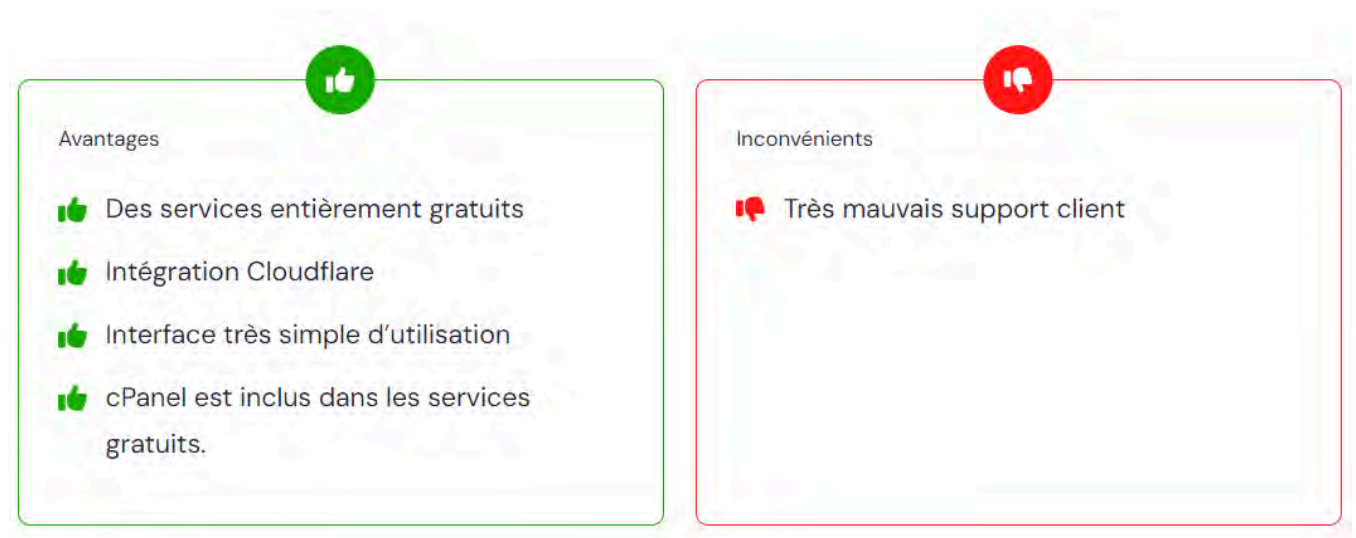 Avantages
Des services entièrement gratuits
Intégration Cloudflare
Interface très simple d’utilisation
cPanel est inclus dans les services
gratuits.
Inconvénients
Très mauvais support client